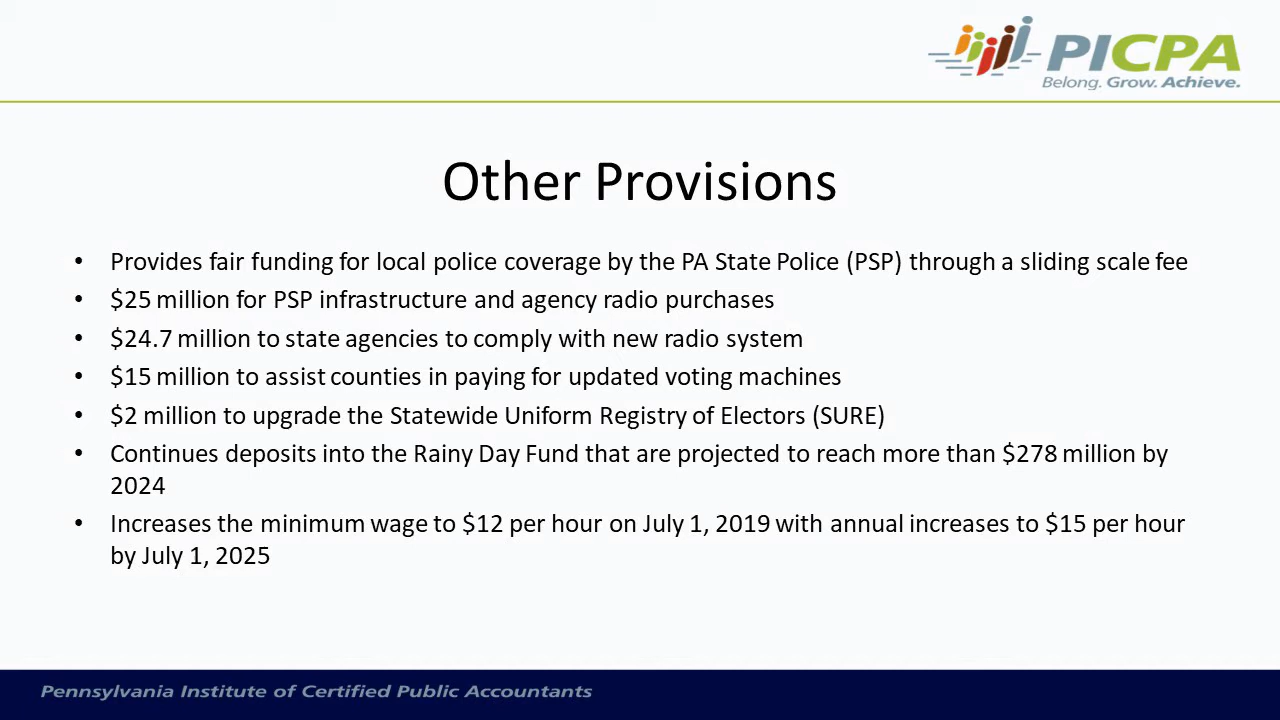 PICPA
Belong. Grow. Achieve.
Other Provisions
• Provides fair funding for local police coverage by the PA State Police (PSP) through a sliding scale fee
• $25 million for PSP infrastructure and agency radio purchases
• $24.7 million to state agencies to comply with new radio system
• $15 million to assist counties in paying for updated voting machines
• $2 million to upgrade the Statewide Uniform Registry of Electors (SURE)
• Continues deposits into the Rainy Day Fund that are projected to reach more than $278 million by
2024
• Increases the minimum wage to $12 per hour on July 1, 2019 with annual increases to $15 per hour
by July 1, 2025
Pennsylvania Institute of Certified Public Accountants